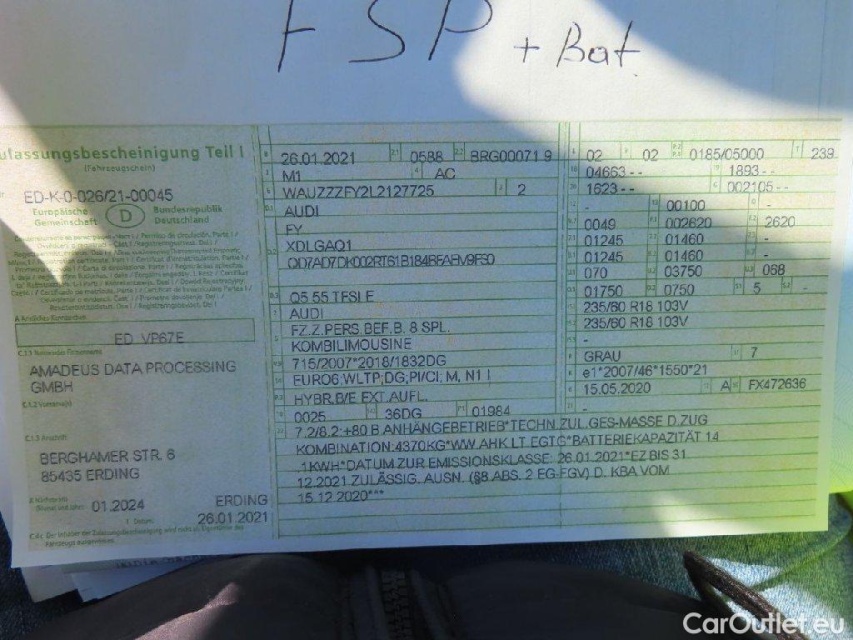 FSP + Bat
Zulassungsbescheinigung Teil I
(Fahrzeugschein)
ED-K-0-026/21-00045
Europäische Gemeinschaft D Bundesrepublik Deutschland
ED VP67E
AMADEUS DATA PROCESSING
GMBH
BERGHAMER STR. 6
85435 ERDING
01.2024
ERDING
26.01.2021
26.01.2021 0588 BRG00071 9
M1 AC
WAUZZZFY2L2127725 2
AUDI
FY
XDLGAQ1
Q5 55 TFSI E
AUDI
FZ.Z.PERS.BEF.B. 8 SPL.
KOMBILIMOUSINE
715/2007*2018/1832DG
EURO6;WLTP;DG;PI/CI; M, N1 I
HYBR.B/E EXT.AUFL.
0025 36DG 01984
02 02 0185/05000 239
04663-- 1893--
1623-- 002105--
- 00100 -
0049 002620 2620
01245 01460 -
01245 01460 -
070 03750 068
01750 0750 5 -
235/60 R18 103V
235/60 R18 103V
-
GRAU 7
e1*2007/46*1550*21
15.05.2020 A FX472636
7.2/8.2:+80 B.ANHÄNGEBETRIEB*TECHN.ZUL.GES-MASSE D.ZUG
KOMBINATION:4370KG*WW.AHK LT.EGTG*BATTERIEKAPAZITÄT 14
.1KWH*DATUM ZUR EMISSIONSKLASSE: 26.01.2021*EZ BIS 31.
12.2021 ZULÄSSIG. AUSN. (§8 ABS. 2 EG-FGV) D. KBA VOM
15.12.2020***
CarOutlet.eu